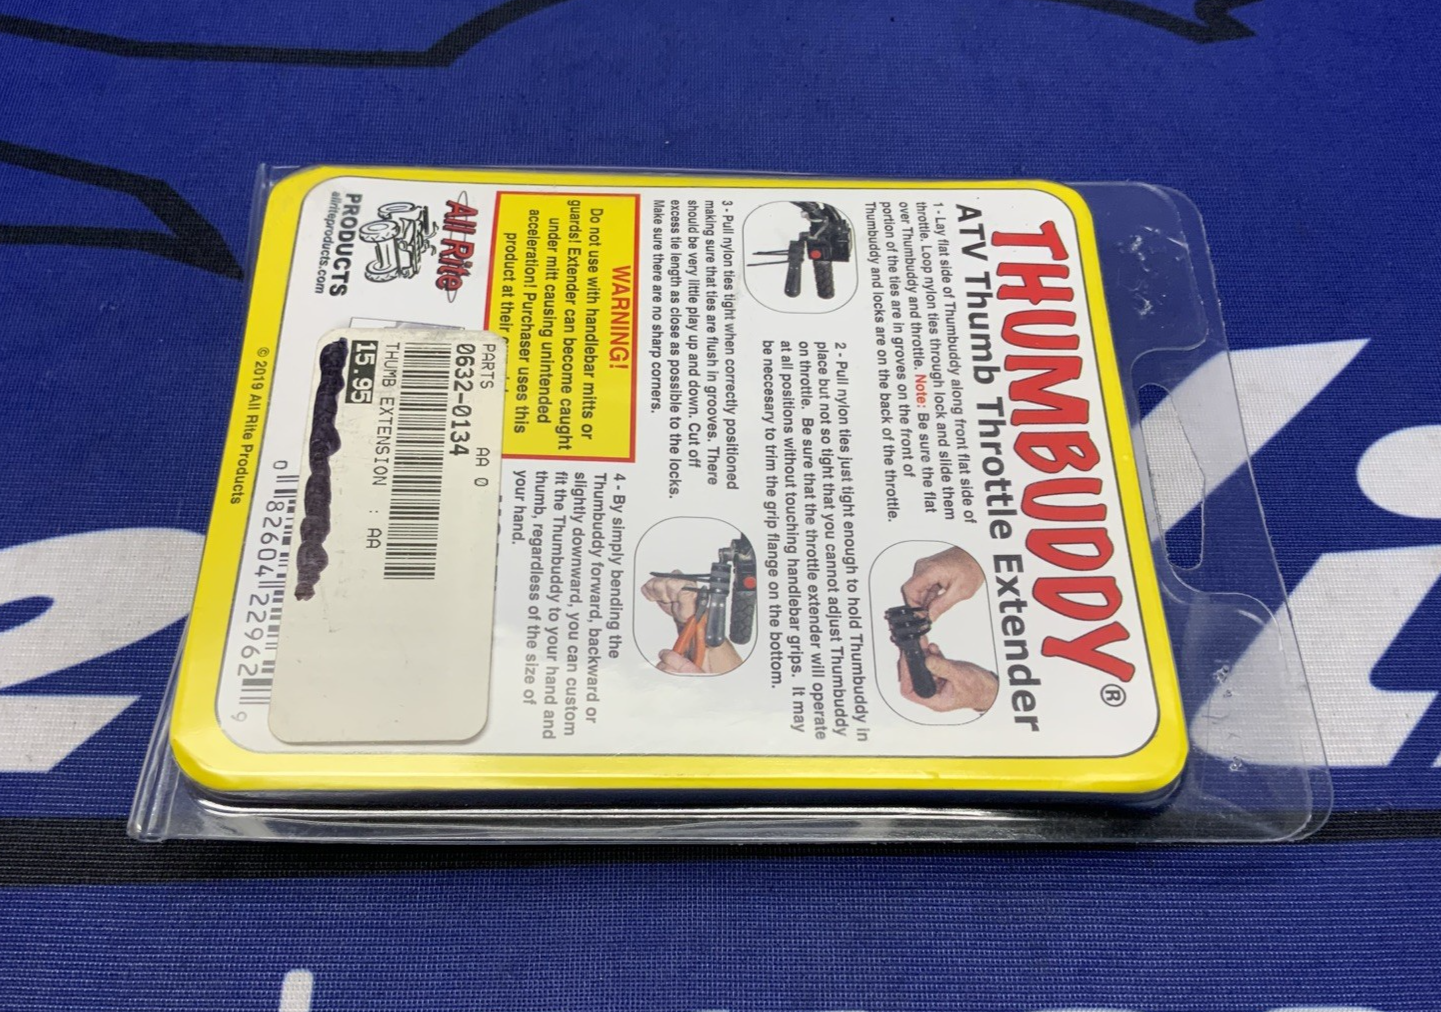 THUMBUDDY®
ATV Thumb Throttle Extender
1 - Lay flat side of Thumbuddy along front flat side of
throttle. Loop nylon ties through lock and slide them
over Thumbuddy and throttle. Note: Be sure the flat
portion of the ties are in groves on the front of
Thumbuddy and locks are on the back of the throttle.
2 - Pull nylon ties just tight enough to hold Thumbuddy in
place but not so tight that you cannot adjust Thumbuddy
on throttle. Be sure that the throttle extender will operate
at all positions without touching handlebar grips. It may
be neccesary to trim the grip flange on the bottom.
3 - Pull nylon ties tight when correctly positioned
making sure that ties are flush in grooves. There
should be very little play up and down. Cut off
excess tie length as close as possible to the locks.
Make sure there are no sharp corners.
4 - By simply bending the
Thumbuddy forward, backward or
slightly downward, you can custom
fit the Thumbuddy to your hand and
thumb, regardless of the size of
your hand.
WARNING!
Do not use with handlebar mitts or
guards! Extender can become caught
under mitt causing unintended
acceleration! Purchaser uses this
product at their
All Rite
PRODUCTS
allriteproducts.com
PARTS AA 0
0632-0134
THUMB EXTENSION : AA
15.95
0 182604 122962 9
© 2019 All Rite Products